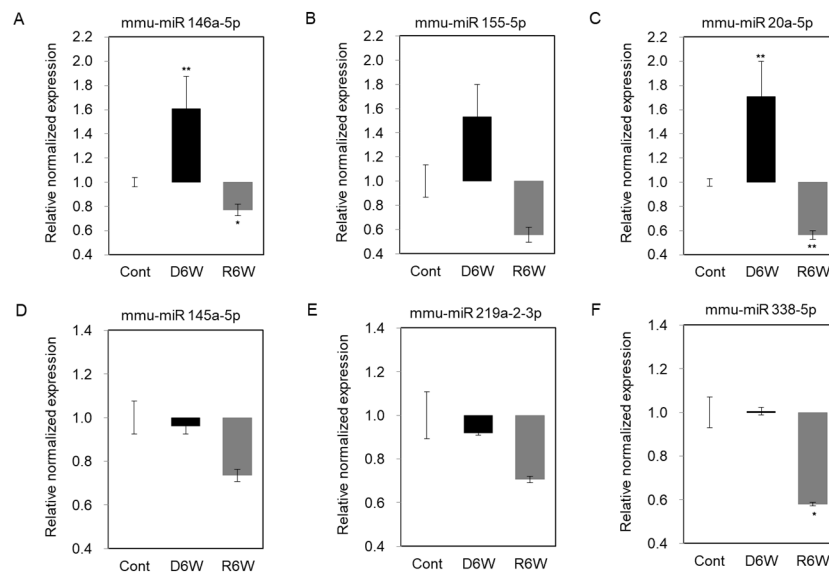 A
mmu-miR 146a-5p
Relative normalized expression
2.2
2.0
1.8
1.6
1.4
1.2
1.0
0.8
0.6
0.4
**
*
Cont D6W R6W
B
mmu-miR 155-5p
Relative normalized expression
2.2
2.0
1.8
1.6
1.4
1.2
1.0
0.8
0.6
0.4
Cont D6W R6W
C
mmu-miR 20a-5p
Relative normalized expression
2.2
2.0
1.8
1.6
1.4
1.2
1.0
0.8
0.6
0.4
**
**
Cont D6W R6W
D
mmu-miR 145a-5p
Relative normalized expression
1.4
1.2
1.0
0.8
0.6
0.4
Cont D6W R6W
E
mmu-miR 219a-2-3p
Relative normalized expression
1.4
1.2
1.0
0.8
0.6
0.4
Cont D6W R6W
F
mmu-miR 338-5p
Relative normalized expression
1.4
1.2
1.0
0.8
0.6
0.4
*
Cont D6W R6W